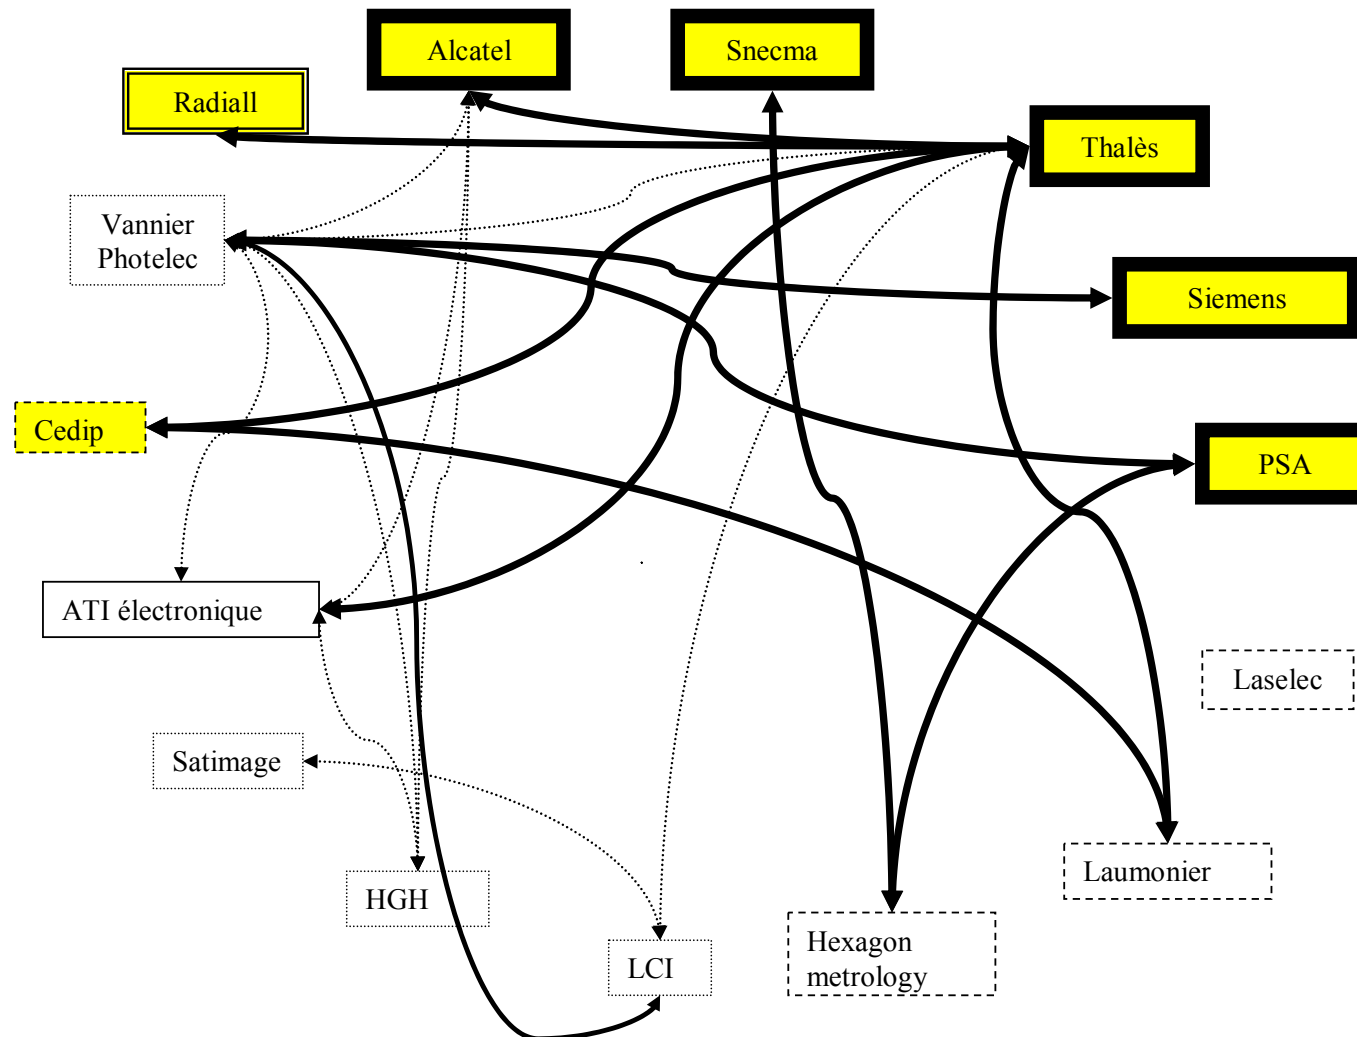 Alcatel
Snecma
Radiall
Thalès
Vannier
Photelec
Siemens
Cedip
PSA
ATI électronique
Laselec
Satimage
Laumonier
HGH
Hexagon
metrology
LCI